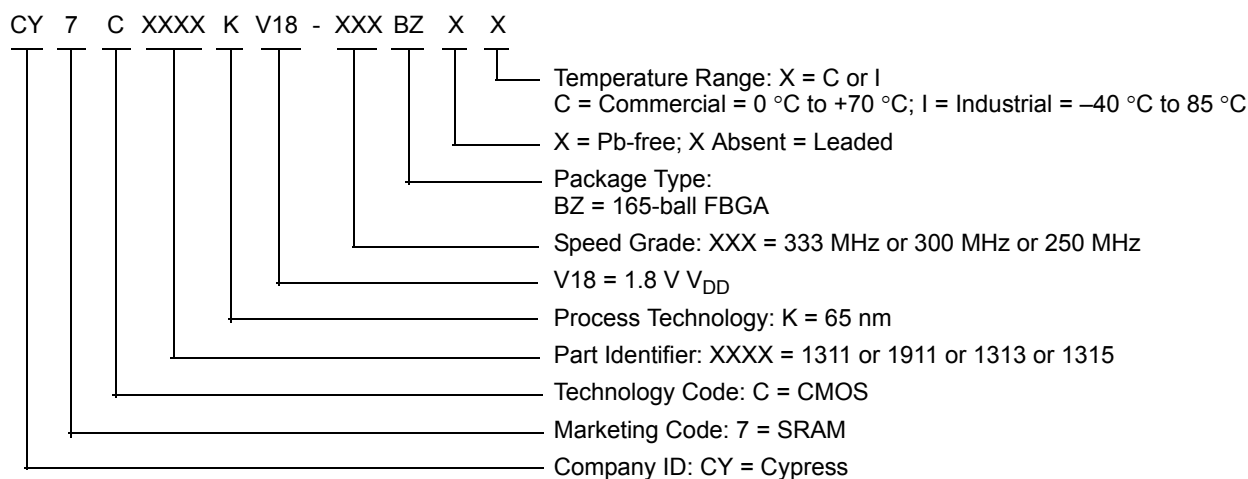 CY 7 C XXXX K V18 - XXX BZ X X
Temperature Range: X = C or I
C = Commercial = 0 °C to +70 °C; I = Industrial = –40 °C to 85 °C
X = Pb-free; X Absent = Leaded
Package Type:
BZ = 165-ball FBGA
Speed Grade: XXX = 333 MHz or 300 MHz or 250 MHz
V18 = 1.8 V VDD
Process Technology: K = 65 nm
Part Identifier: XXXX = 1311 or 1911 or 1313 or 1315
Technology Code: C = CMOS
Marketing Code: 7 = SRAM
Company ID: CY = Cypress